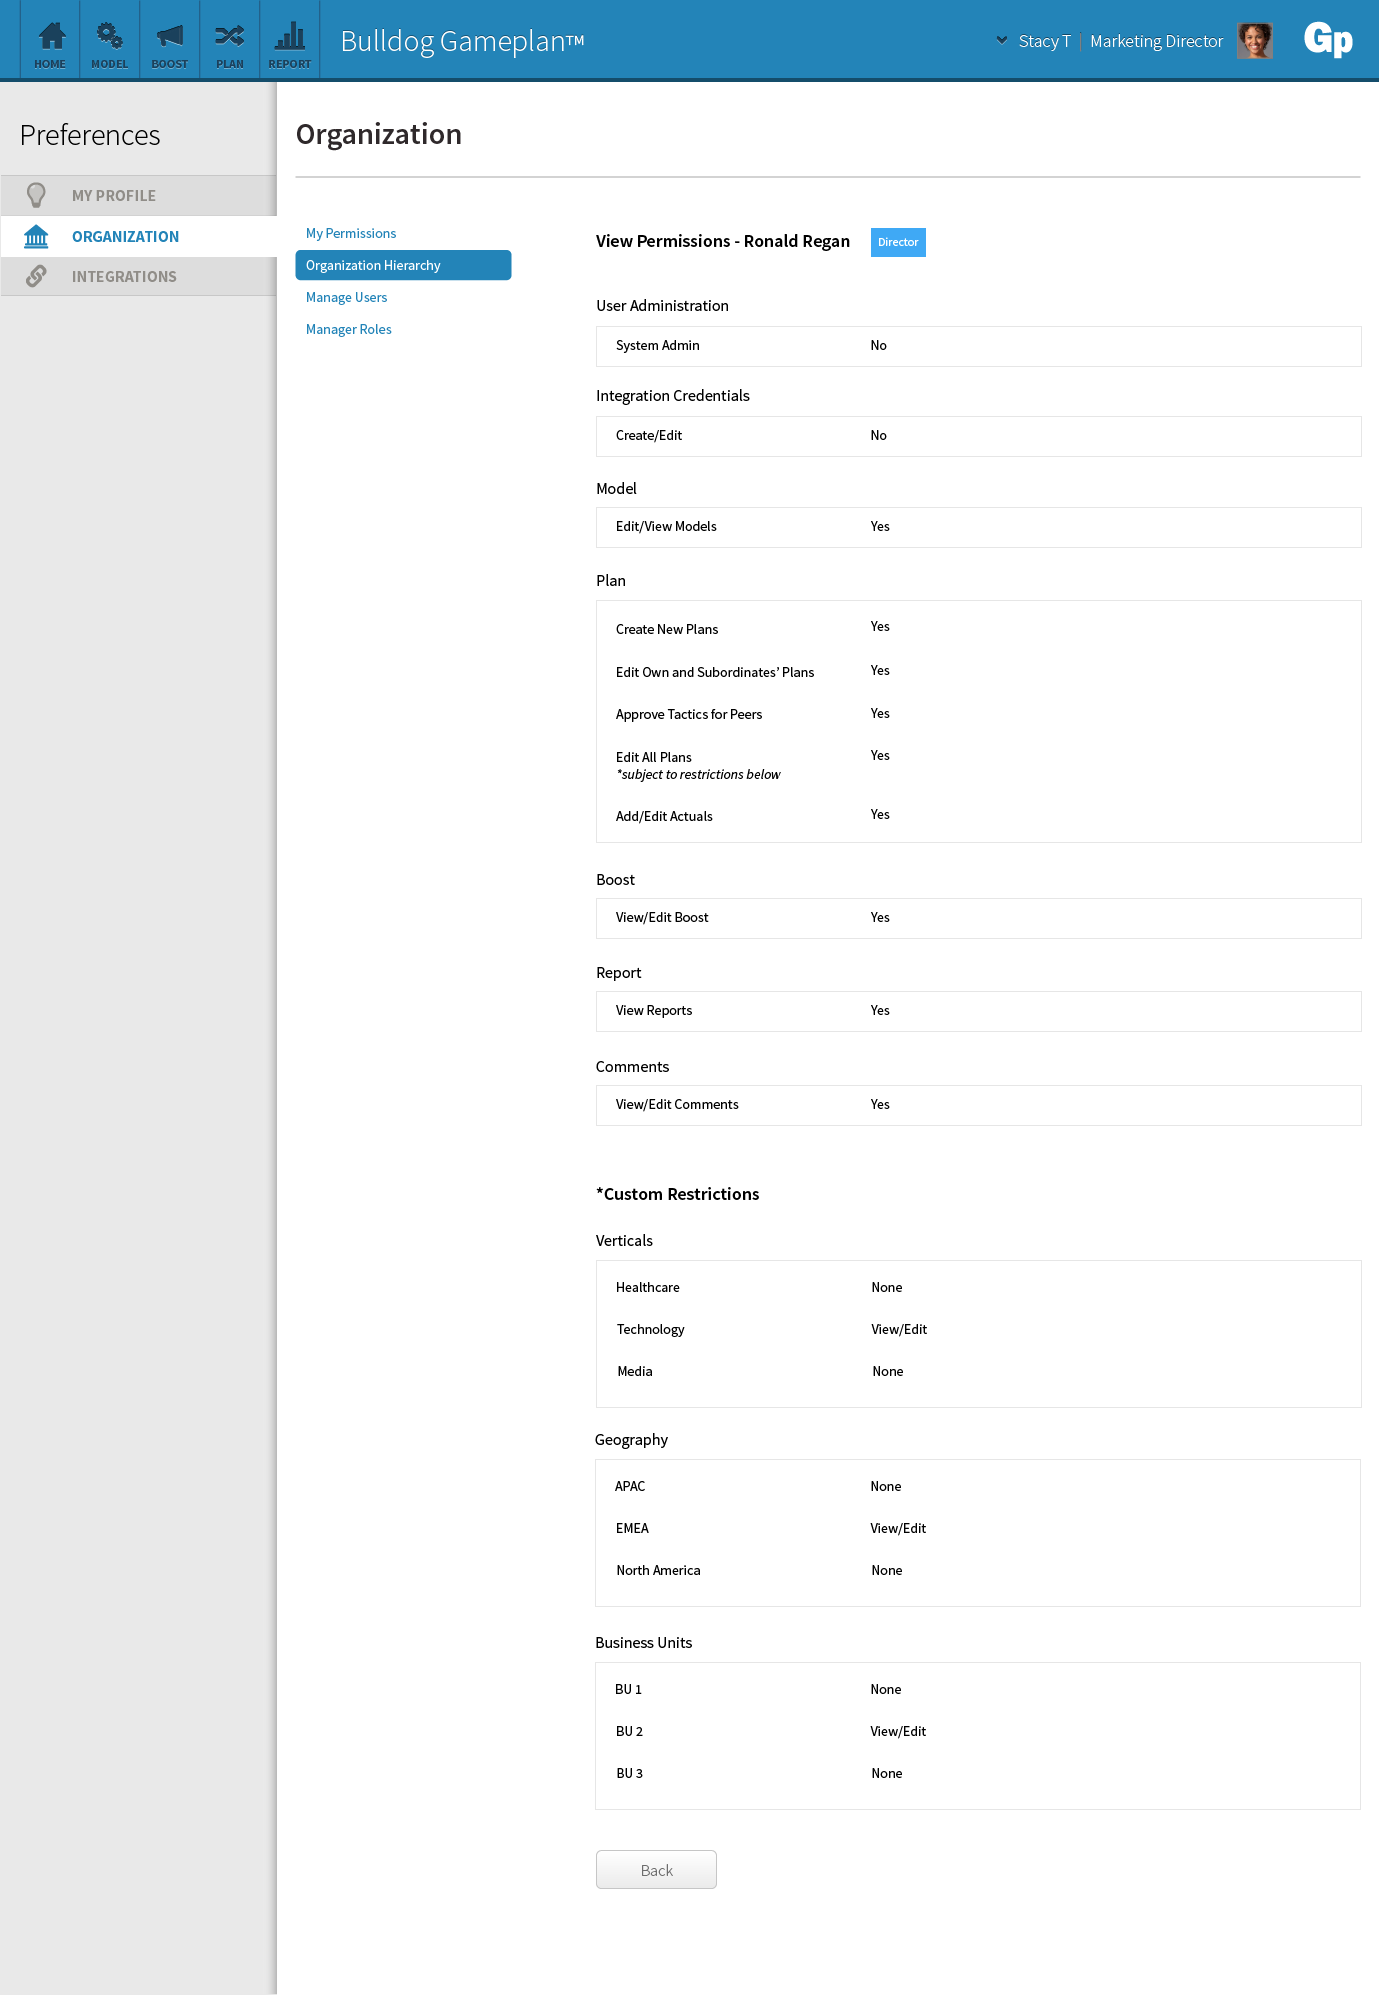 HOME
MODEL
BOOST
PLAN
REPORT
Bulldog Gameplan™
Stacy T | Marketing Director
Gp
Preferences
MY PROFILE
ORGANIZATION
INTEGRATIONS
Organization
My Permissions
Organization Hierarchy
Manage Users
Manager Roles
View Permissions - Ronald Regan
Director
User Administration
System Admin No
Integration Credentials
Create/Edit No
Model
Edit/View Models Yes
Plan
Create New Plans Yes
Edit Own and Subordinates’ Plans Yes
Approve Tactics for Peers Yes
Edit All Plans Yes
*subject to restrictions below
Add/Edit Actuals Yes
Boost
View/Edit Boost Yes
Report
View Reports Yes
Comments
View/Edit Comments Yes
*Custom Restrictions
Verticals
Healthcare None
Technology View/Edit
Media None
Geography
APAC None
EMEA View/Edit
North America None
Business Units
BU 1 None
BU 2 View/Edit
BU 3 None
Back